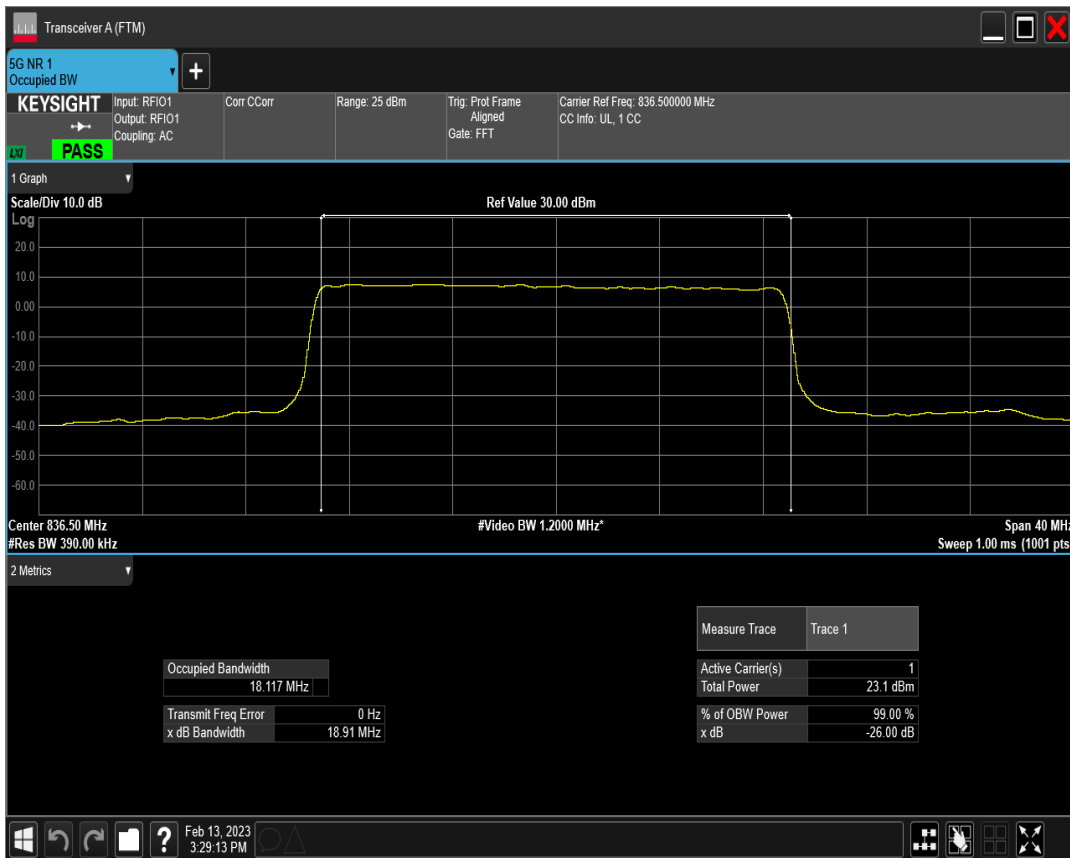 Transceiver A (FTM)
5G NR 1
Occupied BW
+
KEYSIGHT
LXI
PASS
Input: RFIO1
Output: RFIO1
Coupling: AC
Corr CCorr
Range: 25 dBm
Trig: Prot Frame
Aligned
Gate: FFT
Carrier Ref Freq: 836.500000 MHz
CC Info: UL, 1 CC
1 Graph
Scale/Div 10.0 dB
Ref Value 30.00 dBm
Log
20.0
10.0
0.00
-10.0
-20.0
-30.0
-40.0
-50.0
-60.0
Center 836.50 MHz
#Video BW 1.2000 MHz*
Span 40 MHz
#Res BW 390.00 kHz
Sweep 1.00 ms (1001 pts
2 Metrics
Measure Trace Trace 1
Occupied Bandwidth
18.117 MHz
Active Carrier(s) 1
Total Power 23.1 dBm
Transmit Freq Error 0 Hz
x dB Bandwidth 18.91 MHz
% of OBW Power 99.00 %
x dB -26.00 dB
?
Feb 13, 2023
3:29:13 PM